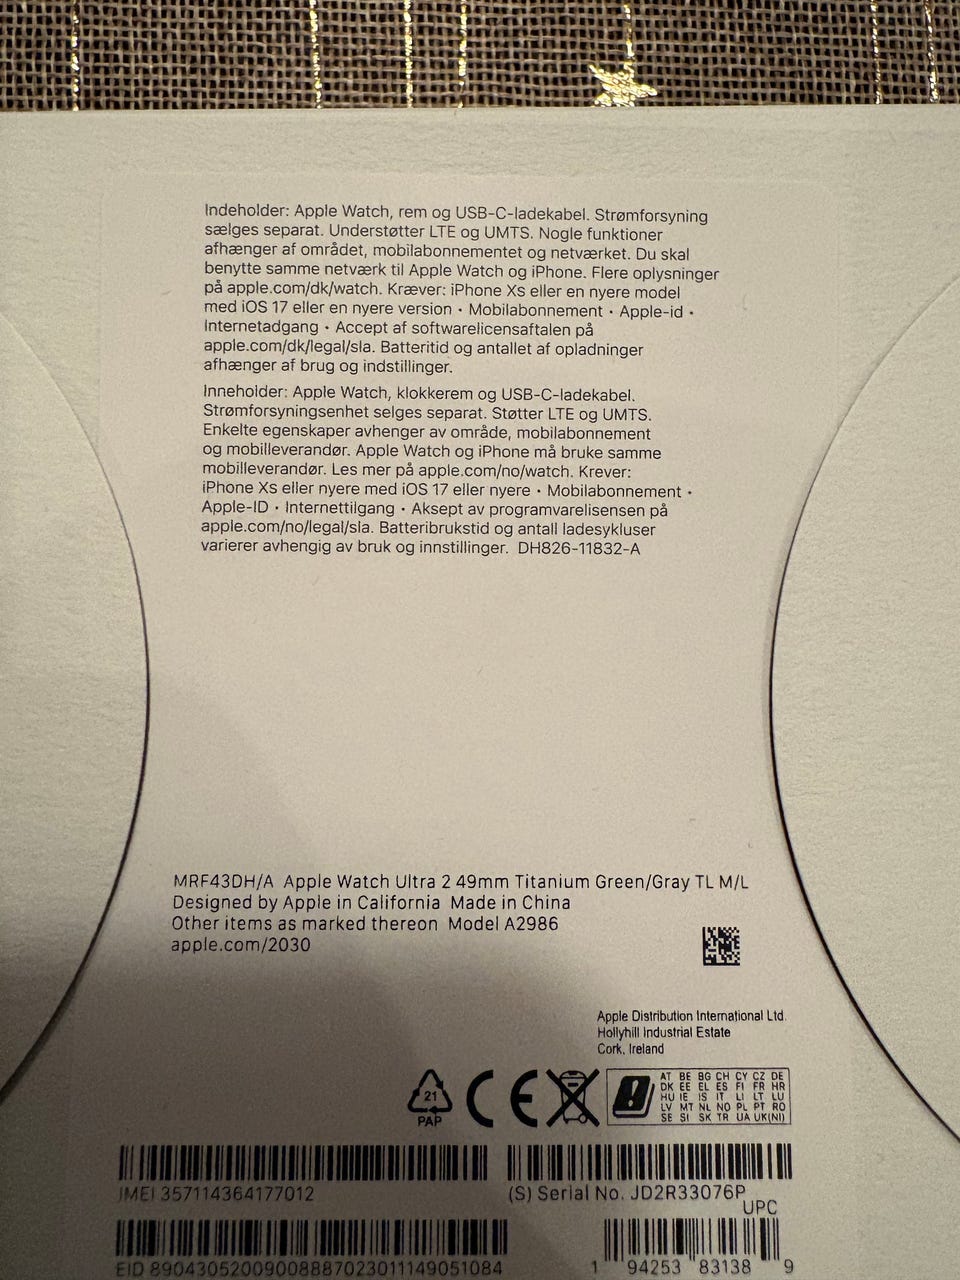 Indeholder: Apple Watch, rem og USB-C-ladekabel. Strømforsyning
sælges separat. Understøtter LTE og UMTS. Nogle funktioner
afhænger af området, mobilabonnementet og netværket. Du skal
benytte samme netværk til Apple Watch og iPhone. Flere oplysninger
på apple.com/dk/watch. Kræver: iPhone Xs eller en nyere model
med iOS 17 eller en nyere version • Mobilabonnement • Apple-id •
Internetadgang • Accept af softwarelicensaftalen på
apple.com/dk/legal/sla. Batteritid og antallet af opladninger
afhænger af brug og indstillinger.
Inneholder: Apple Watch, klokkerem og USB-C-ladekabel.
Strømforsyningsenhet selges separat. Støtter LTE og UMTS.
Enkelte egenskaper avhenger av område, mobilabonnement
og mobilleverandør. Apple Watch og iPhone må bruke samme
mobilleverandør. Les mer på apple.com/no/watch. Krever:
iPhone Xs eller nyere med iOS 17 eller nyere • Mobilabonnement •
Apple-ID • Internettilgang • Aksept av programvarelisensen på
apple.com/no/legal/sla. Batteribrukstid og antall ladesykluser
varierer avhengig av bruk og innstillinger. DH826-11832-A
MRF43DH/A Apple Watch Ultra 2 49mm Titanium Green/Gray TL M/L
Designed by Apple in California Made in China
Other items as marked thereon Model A2986
apple.com/2030
Apple Distribution International Ltd.
Hollyhill Industrial Estate
Cork, Ireland
21
PAP
CE
AT BE BG CH CY CZ DE
DK EE EL ES FI FR HR
HU IE IS IT LI LT LU
LV MT NL NO PL PT RO
SE SI SK TR UA UK(NI)
IMEI 357114364177012
(S) Serial No. JD2R33076P
UPC
EID 89043052009008887023011149051084
1 94253 83138 9